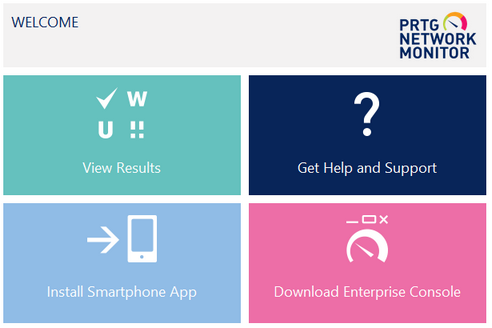 WELCOME
PRTG
NETWORK
MONITOR
W
U !!
View Results
Get Help and Support
?
Install Smartphone App
Download Enterprise Console